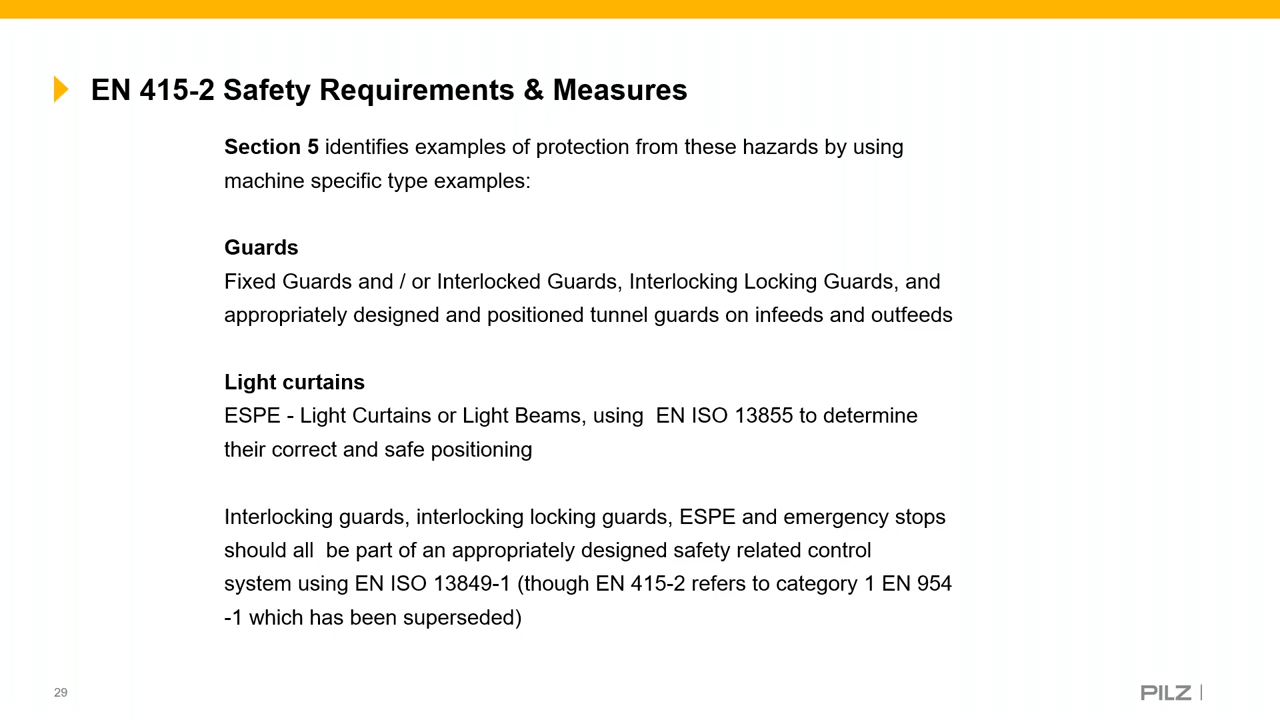 EN 415-2 Safety Requirements & Measures
Section 5 identifies examples of protection from these hazards by using
machine specific type examples:
Guards
Fixed Guards and / or Interlocked Guards, Interlocking Locking Guards, and
appropriately designed and positioned tunnel guards on infeeds and outfeeds
Light curtains
ESPE - Light Curtains or Light Beams, using  EN ISO 13855 to determine
their correct and safe positioning
Interlocking guards, interlocking locking guards, ESPE and emergency stops
should all  be part of an appropriately designed safety related control
system using EN ISO 13849-1 (though EN 415-2 refers to category 1 EN 954
-1 which has been superseded)
29
PILZ